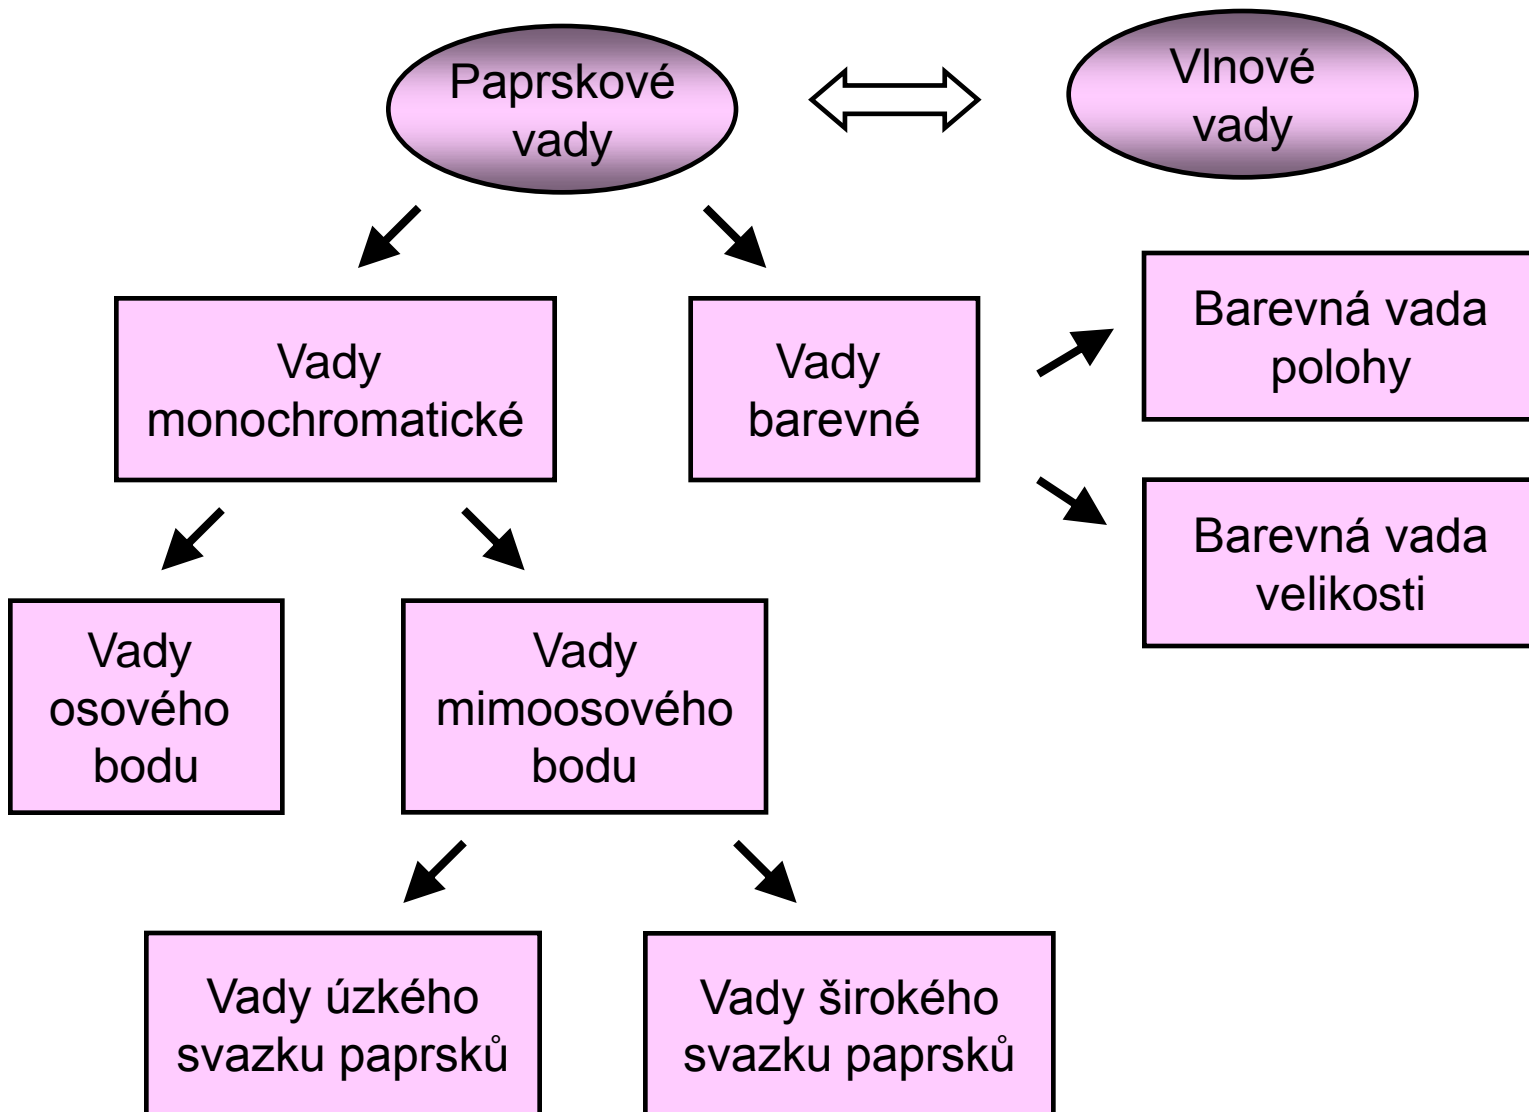 Paprskové
vady
Vlnové
vady
Vady
monochromatické
Vady
barevné
Barevná vada
polohy
Barevná vada
velikosti
Vady
osového
bodu
Vady
mimoosového
bodu
Vady úzkého
svazku paprsků
Vady širokého
svazku paprsků